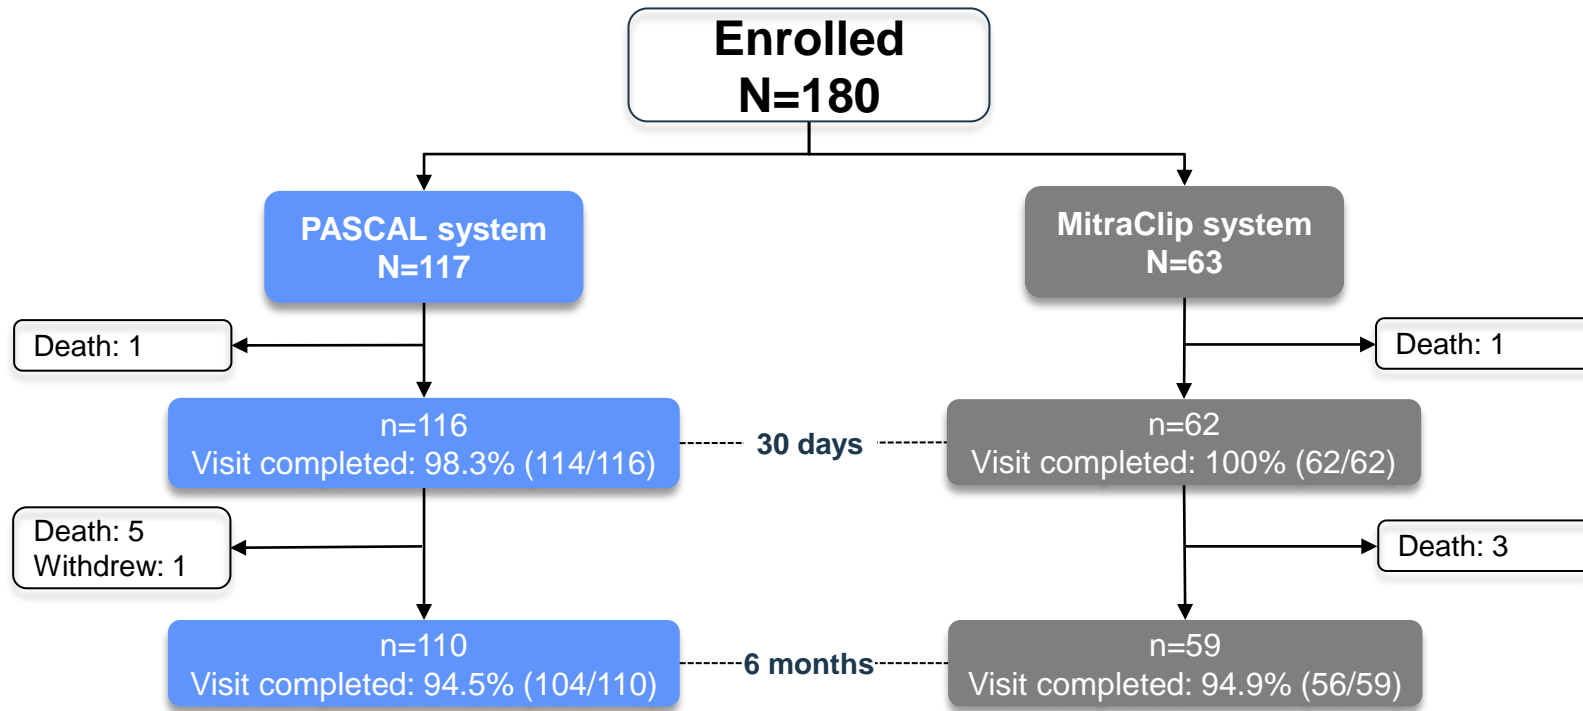 Enrolled
N=180
PASCAL system
N=117
MitraClip system
N=63
Death: 1
Death: 1
n=116
Visit completed: 98.3% (114/116)
30 days
n=62
Visit completed: 100% (62/62)
Death: 5
Withdrew: 1
Death: 3
n=110
Visit completed: 94.5% (104/110)
6 months
n=59
Visit completed: 94.9% (56/59)